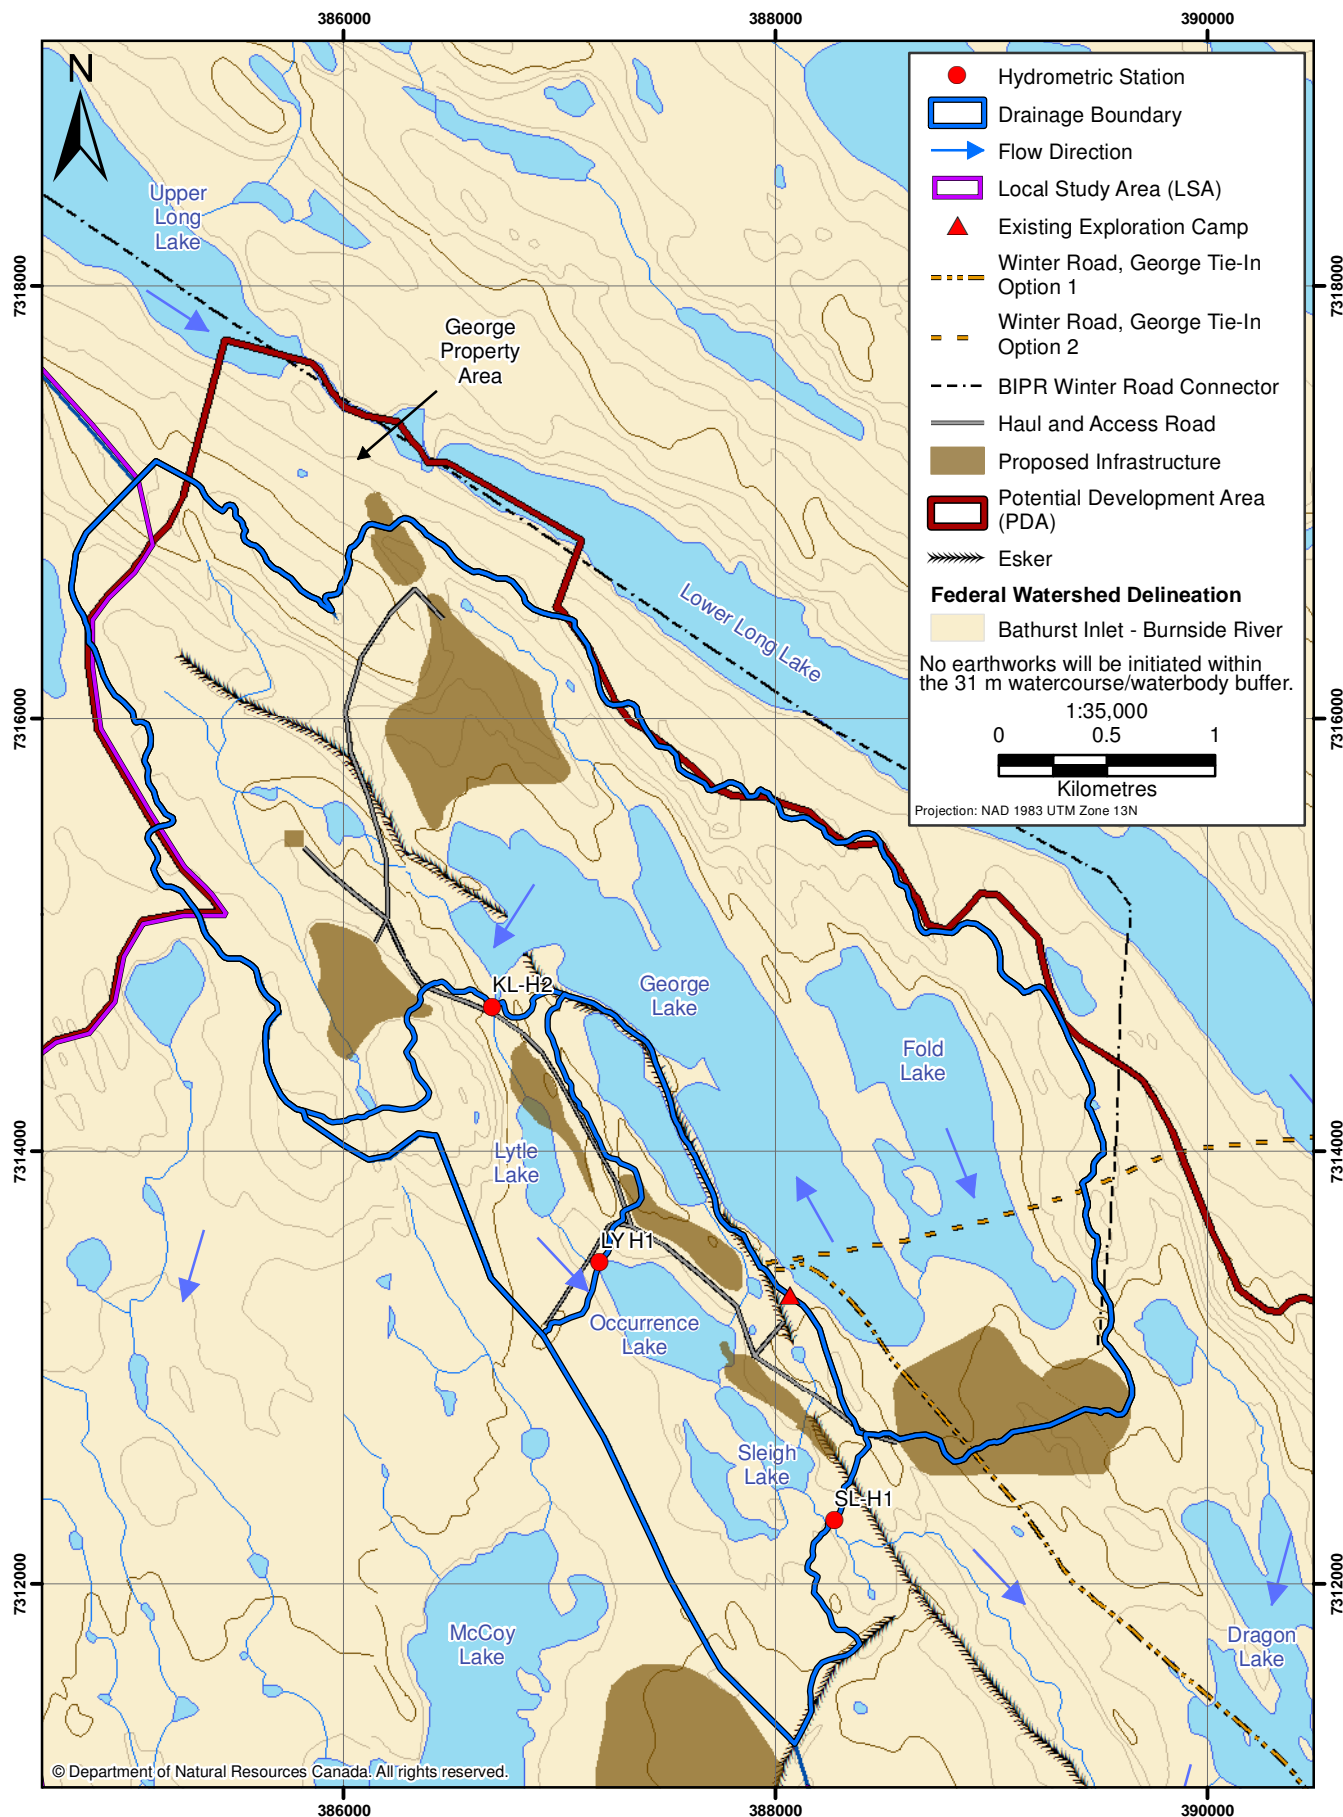 386000
388000
390000
N
Upper
Long
Lake
7318000
7318000
George
Property
Area
Hydrometric Station
Drainage Boundary
Flow Direction
Local Study Area (LSA)
Existing Exploration Camp
Winter Road, George Tie-In
Option 1
Winter Road, George Tie-In
Option 2
BIPR Winter Road Connector
Haul and Access Road
Proposed Infrastructure
Potential Development Area
(PDA)
Esker
Federal Watershed Delineation
Bathurst Inlet - Burnside River
No earthworks will be initiated within
the 31 m watercourse/waterbody buffer.
1:35,000
0 0.5 1
Kilometres
Projection: NAD 1983 UTM Zone 13N
Lower Long Lake
7316000
7316000
KL-H2
George
Lake
Fold
Lake
7314000
7314000
Lytle
Lake
LY H1
Occurrence
Lake
Sleigh
Lake
SL-H1
7312000
7312000
McCoy
Lake
Dragon
Lake
© Department of Natural Resources Canada. All rights reserved.
386000
388000
390000